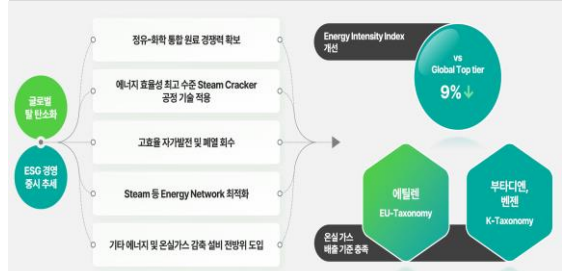 글로벌
탈 탄소화
ESG 경영
중시 추세
정유-화학 통합 원료 경쟁력 확보
에너지 효율성 최고 수준 Steam Cracker
공정 기술 적용
고효율 자가발전 및 폐열 회수
Steam 등 Energy Network 최적화
기타 에너지 및 온실가스 감축 설비 전방위 도입
Energy Intensity Index
개선
vs
Global Top tier
9%↓
에틸렌
EU-Taxonomy
부타디엔,
벤젠
K-Taxonomy
온실 가스
배출 기준 충족